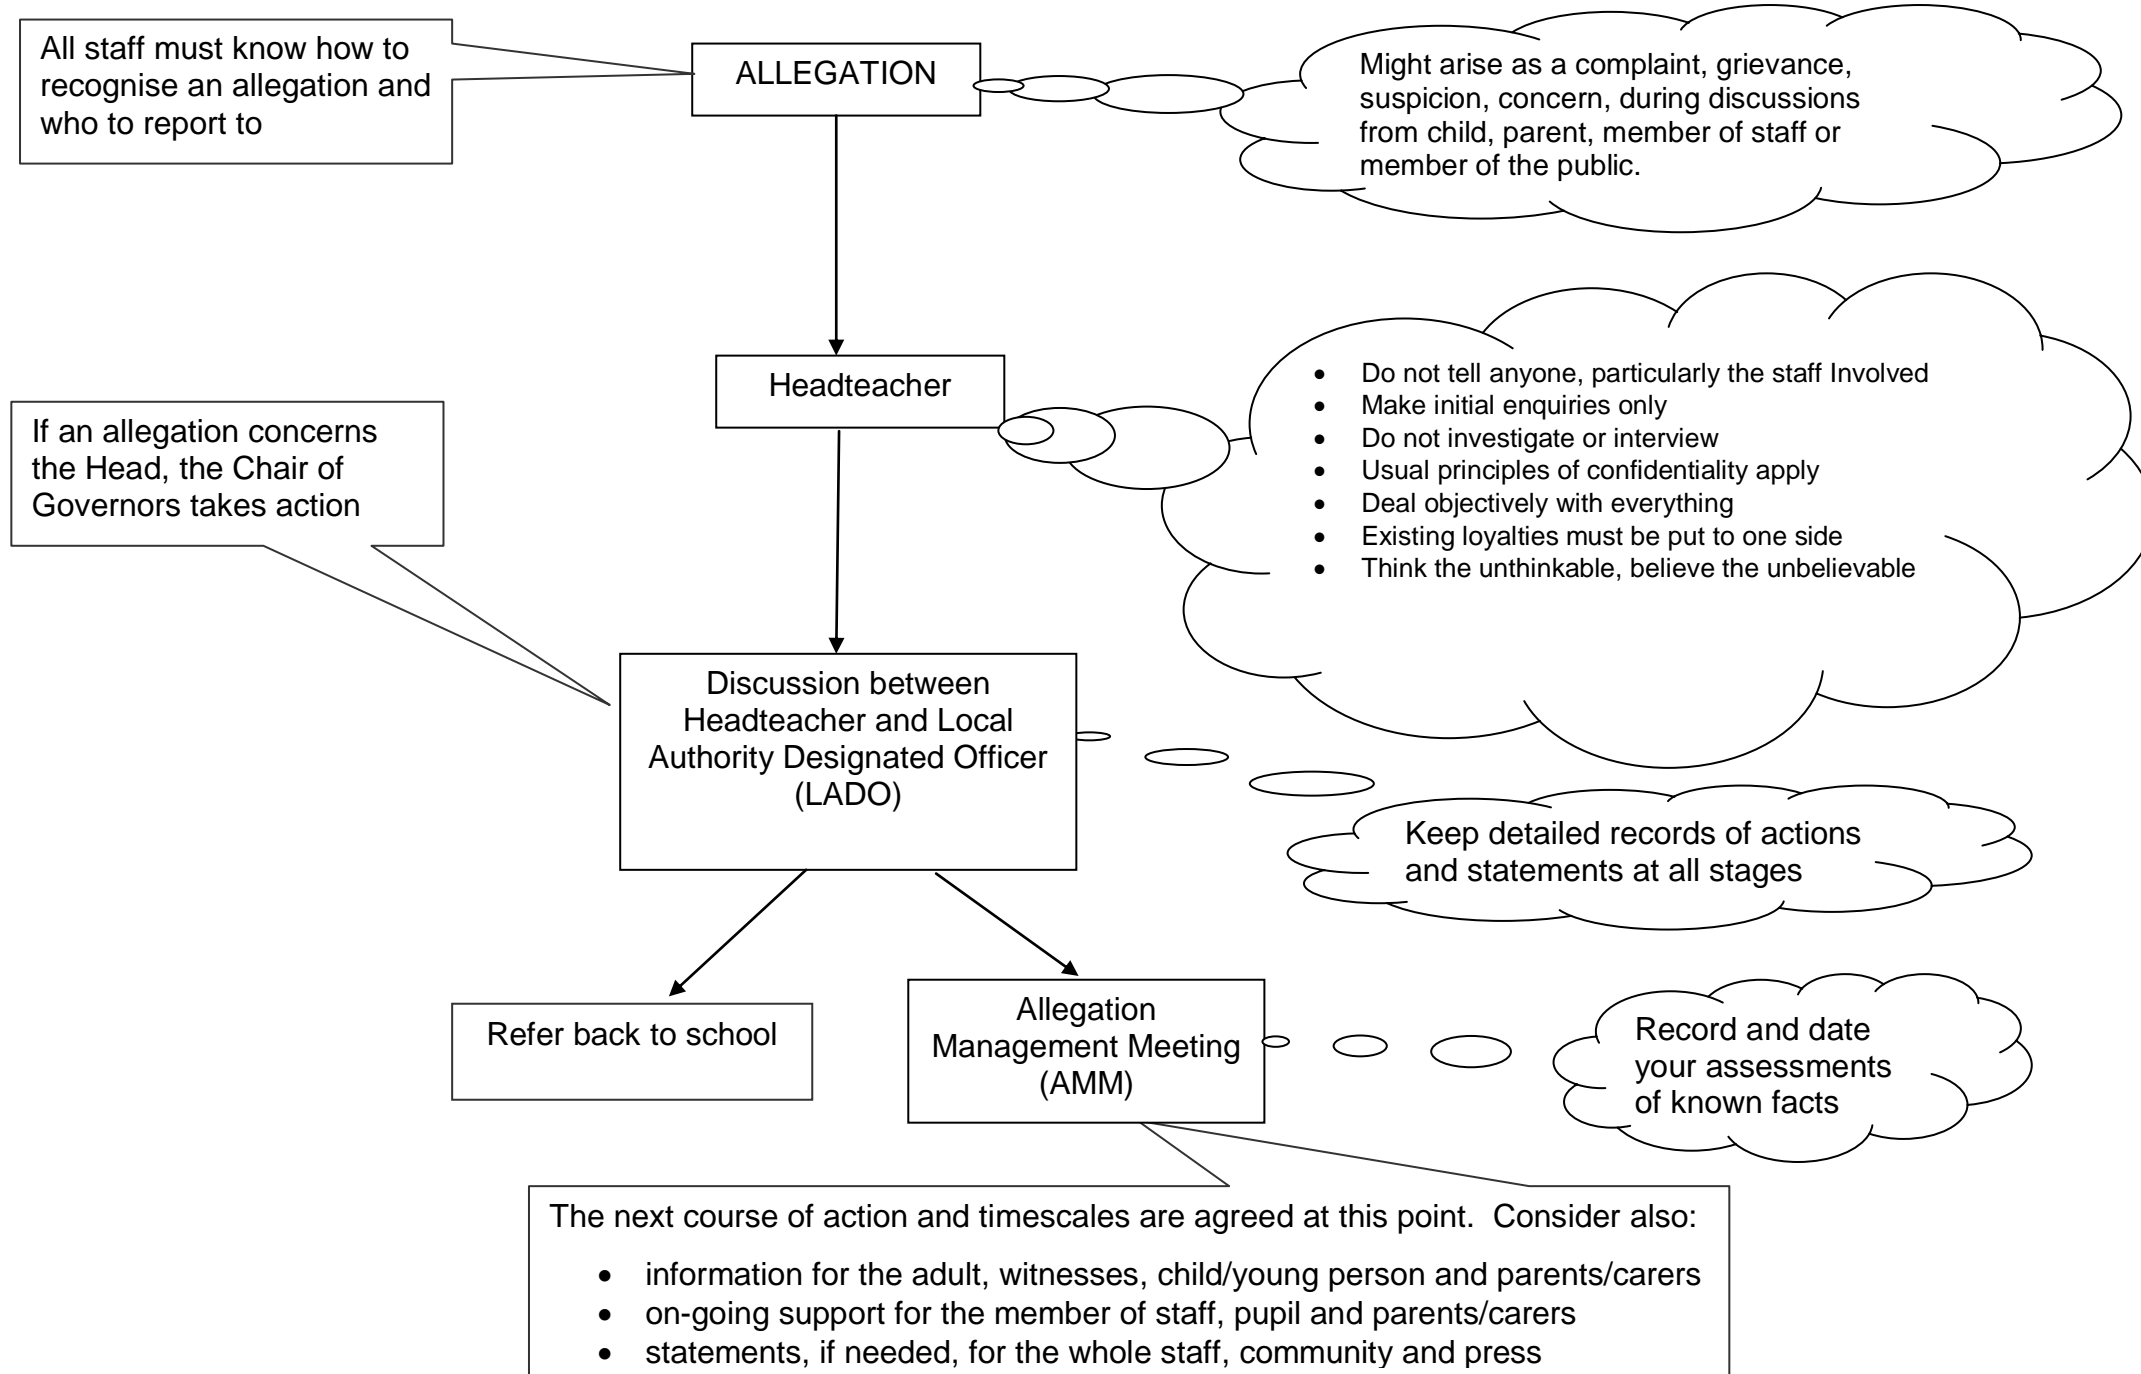 All staff must know how to
recognise an allegation and
who to report to
ALLEGATION
Might arise as a complaint, grievance,
suspicion, concern, during discussions
from child, parent, member of staff or
member of the public.
Headteacher
• Do not tell anyone, particularly the staff Involved
• Make initial enquiries only
• Do not investigate or interview
• Usual principles of confidentiality apply
• Deal objectively with everything
• Existing loyalties must be put to one side
• Think the unthinkable, believe the unbelievable
If an allegation concerns
the Head, the Chair of
Governors takes action
Discussion between
Headteacher and Local
Authority Designated Officer
(LADO)
Keep detailed records of actions
and statements at all stages
Refer back to school
Allegation
Management Meeting
(AMM)
Record and date
your assessments
of known facts
The next course of action and timescales are agreed at this point.  Consider also:
• information for the adult, witnesses, child/young person and parents/carers
• on-going support for the member of staff, pupil and parents/carers
• statements, if needed, for the whole staff, community and press